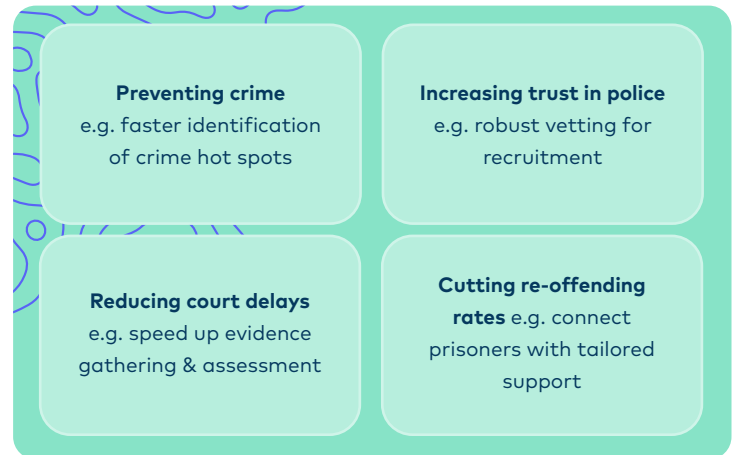 Preventing crime
e.g. faster identification
of crime hot spots
Increasing trust in police
e.g. robust vetting for
recruitment
Reducing court delays
e.g. speed up evidence
gathering & assessment
Cutting re-offending
rates e.g. connect
prisoners with tailored
support